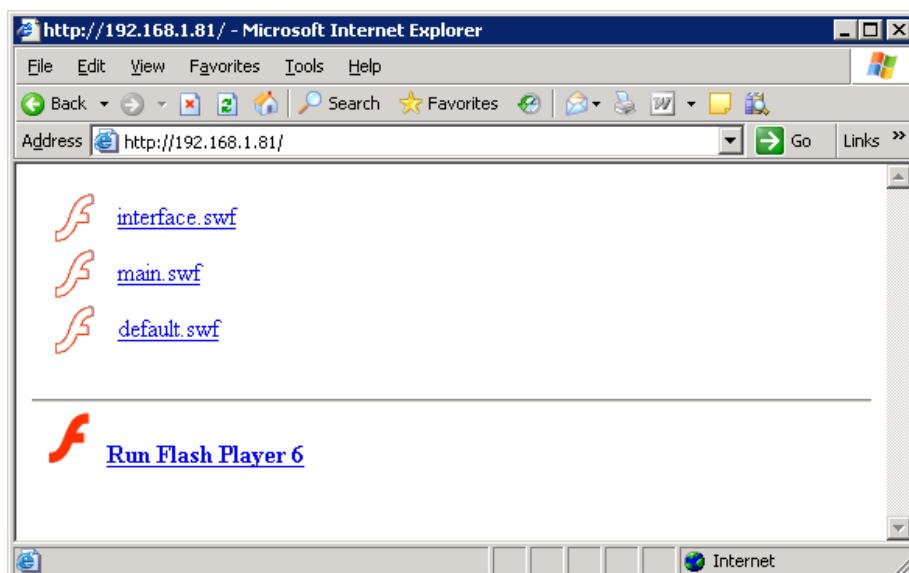 http://192.168.1.81/ - Microsoft Internet Explorer
File Edit View Favorites Tools Help
Back Search Favorites
Address http://192.168.1.81/ Go Links »
interface.swf
main.swf
default.swf
Run Flash Player 6
Internet